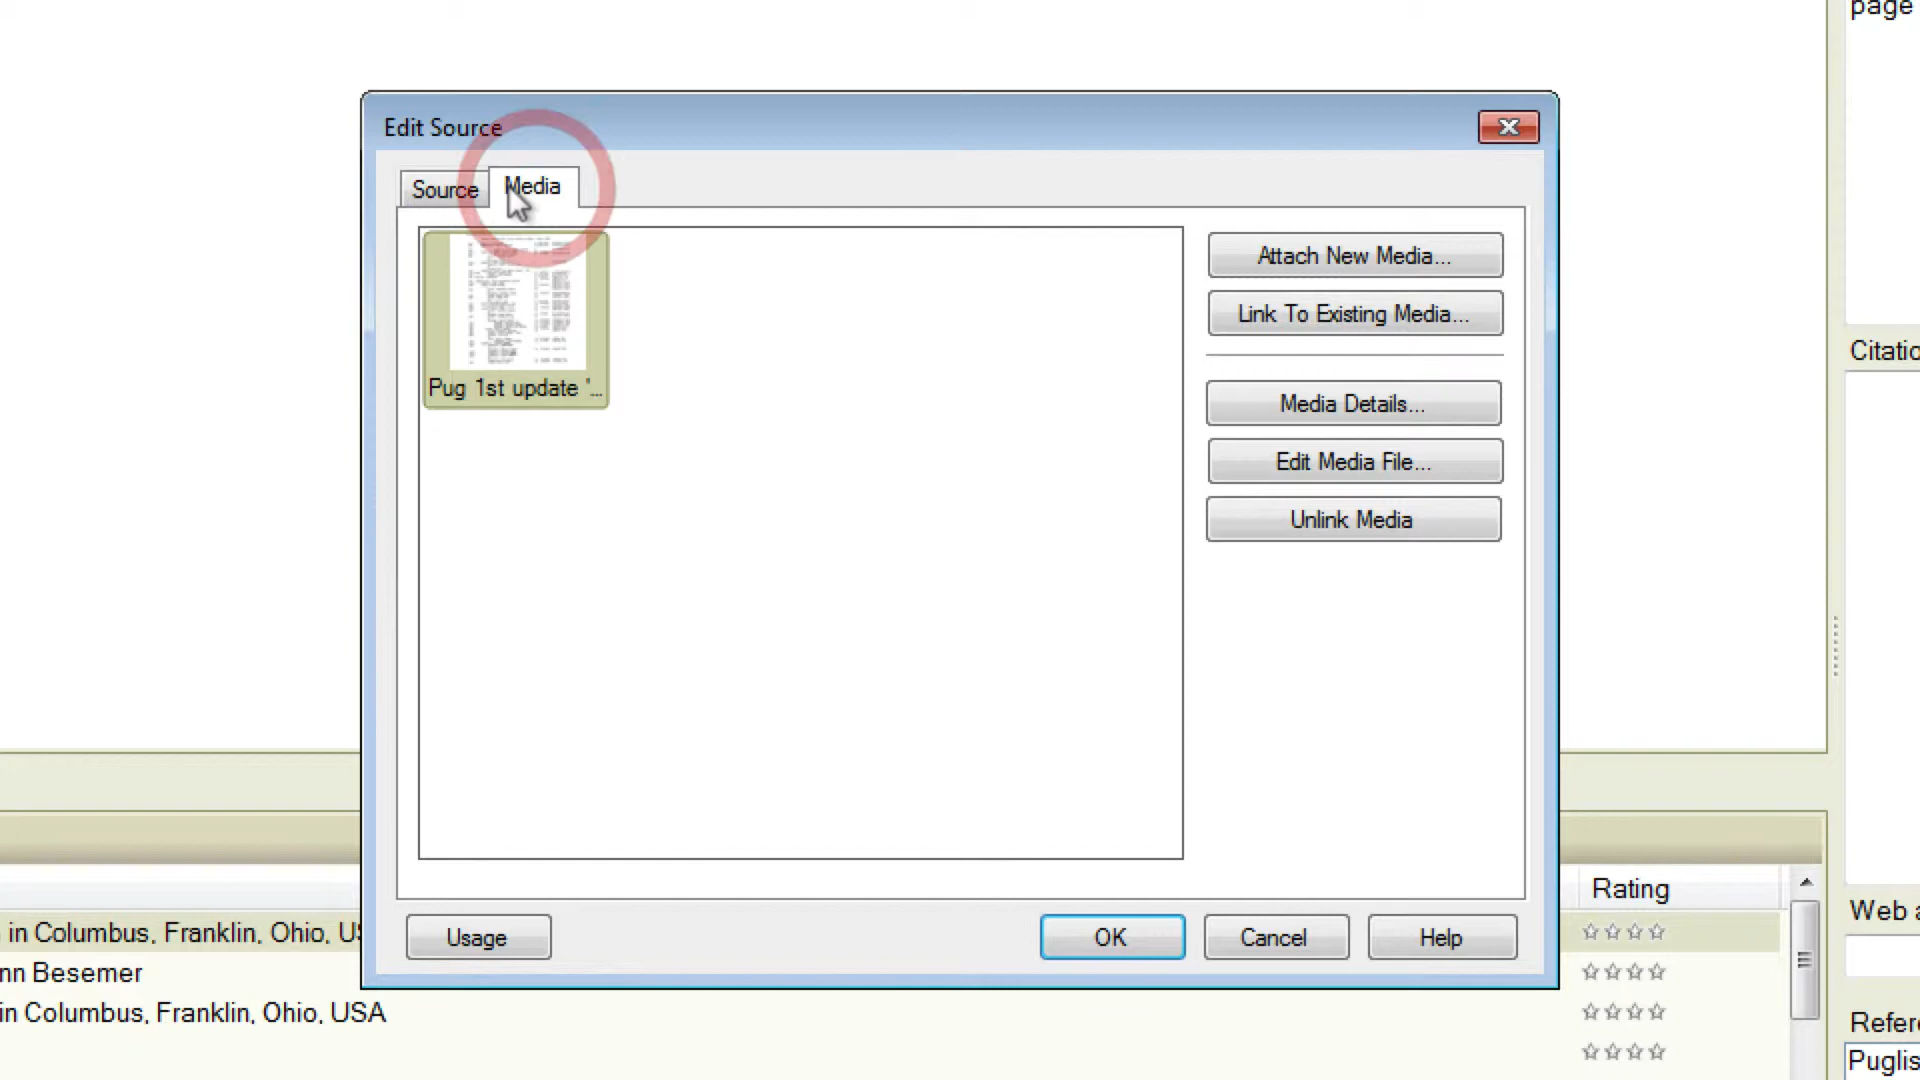 page
Edit Source
Source
Media
Attach New Media...
Link To Existing Media...
Media Details...
Edit Media File...
Unlink Media
Pug 1st update '...
Citatio
Usage
OK
Cancel
Help
Rating
Web a
in Columbus, Franklin, Ohio, US
nn Besemer
in Columbus, Franklin, Ohio, USA
Refere
Puglis